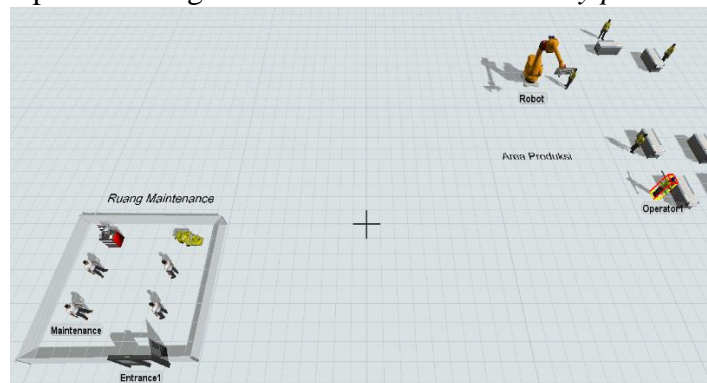 Robot
Area Produksi
Operator1
Ruang Maintenance
Maintenance
Entrance1